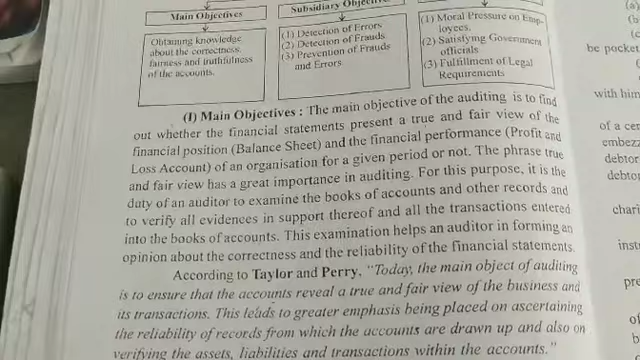 Main Objectives
Subsidiary Objective
Obtaining knowledge
about the correctness,
fairness and truthfulness
of the accounts.
(1) Detection of Errors
(2) Detection of Frauds
(3) Prevention of Frauds
and Errors
(1) Moral Pressure on Emp-
loyees.
(2) Satisfying Government
officials
(3) Fulfillment of Legal
Requirements
(I) Main Objectives : The main objective of the auditing is to find
out whether the financial statements present a true and fair view of the
financial position (Balance Sheet) and the financial performance (Profit and
Loss Account) of an organisation for a given period or not. The phrase true
and fair view has a great importance in auditing. For this purpose, it is the
duty of an auditor to examine the books of accounts and other records and
to verify all evidences in support thereof and all the transactions entered
into the books of accounts. This examination helps an auditor in forming an
opinion about the correctness and the reliability of the financial statements.
According to Taylor and Perry, "Today, the main object of auditing
is to ensure that the accounts reveal a true and fair view of the business and
its transactions. This leads to greater emphasis being placed on ascertaining
the reliability of records from which the accounts are drawn up and also on
verifying the assets, liabilities and transactions within the accounts."
(a)
(b)
(c
be pocket
with him
of a cer
embezz
debtor
debto
chari
inst
pre
of
b